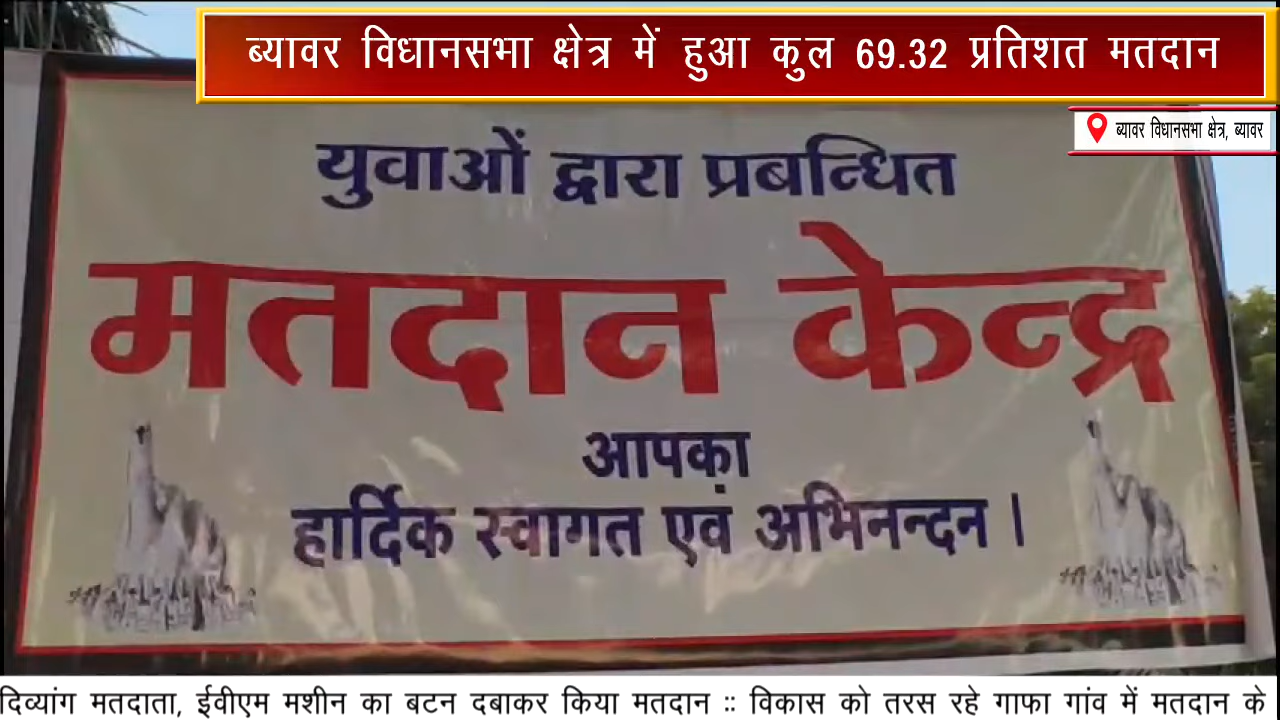 ब्यावर विधानसभा क्षेत्र में हुआ कुल 69.32 प्रतिशत मतदान
ब्यावर विधानसभा क्षेत्र, ब्यावर
युवाओं द्वारा प्रबन्धित
मतदान केन्द्र
आपका
हार्दिक स्वागत एवं अभिनन्दन ।
दिव्यांग मतदाता, ईवीएम मशीन का बटन दबाकर किया मतदान :: विकास को तरस रहे गाफा गांव में मतदान के